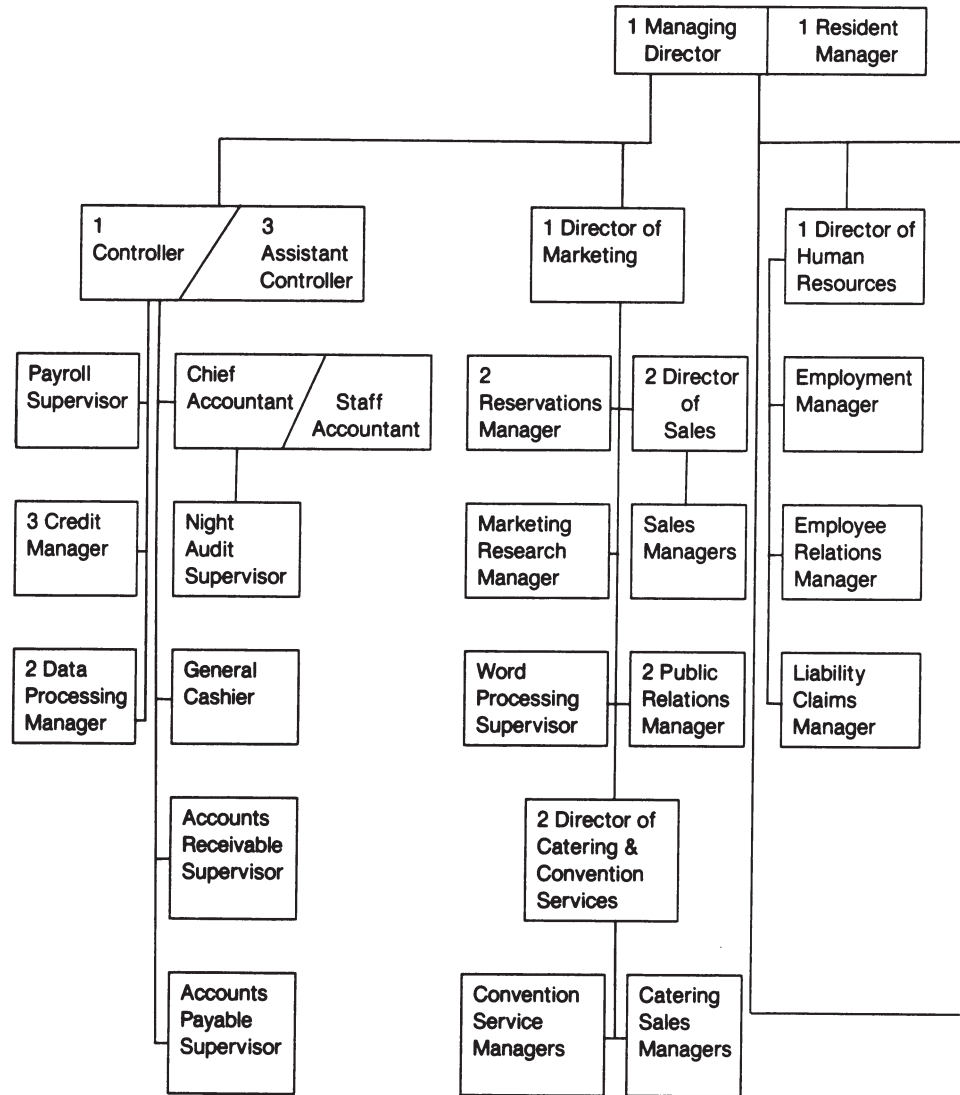 1 Managing
Director
1 Resident
Manager
1
Controller
3
Assistant
Controller
1 Director of
Marketing
1 Director of
Human
Resources
Payroll
Supervisor
Chief
Accountant
Staff
Accountant
2
Reservations
Manager
2 Director
of
Sales
Employment
Manager
3 Credit
Manager
Night
Audit
Supervisor
Marketing
Research
Manager
Sales
Managers
Employee
Relations
Manager
2 Data
Processing
Manager
General
Cashier
Word
Processing
Supervisor
2 Public
Relations
Manager
Liability
Claims
Manager
Accounts
Receivable
Supervisor
2 Director of
Catering &
Convention
Services
Accounts
Payable
Supervisor
Convention
Service
Managers
Catering
Sales
Managers